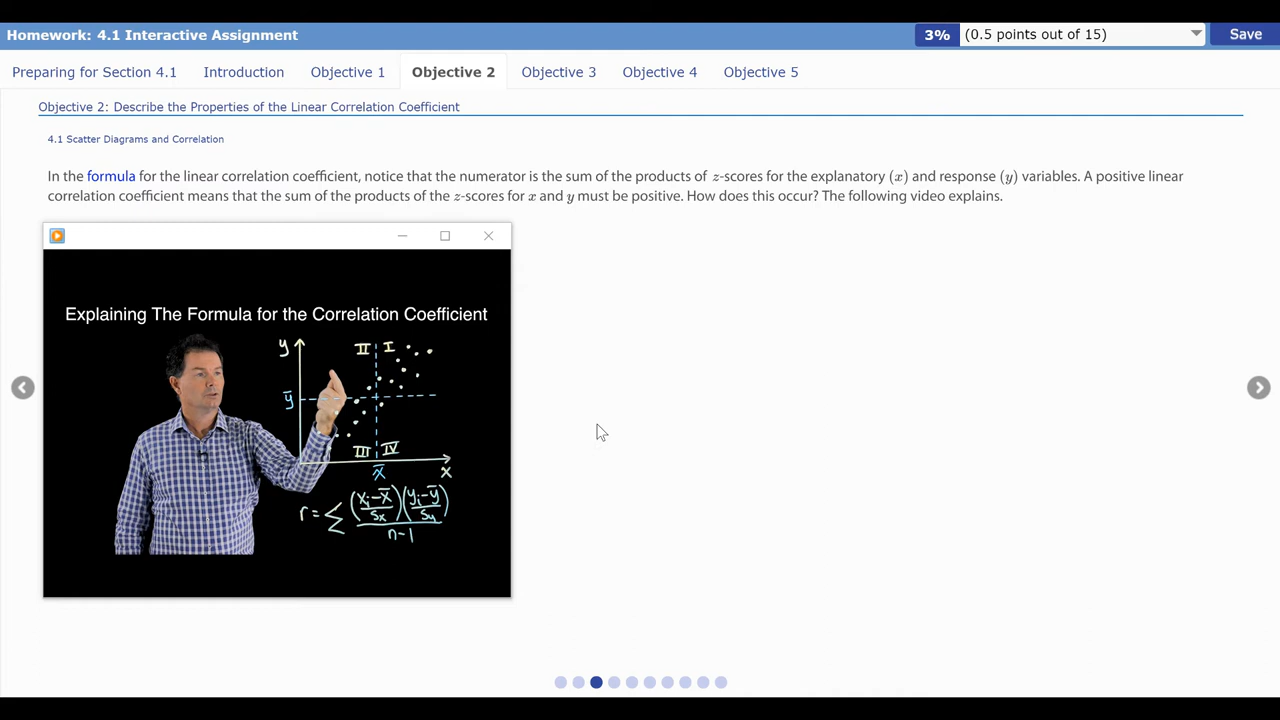 Homework: 4.1 Interactive Assignment
3%
(0.5 points out of 15)
Save
Preparing for Section 4.1
Introduction
Objective 1
Objective 2
Objective 3
Objective 4
Objective 5
Objective 2: Describe the Properties of the Linear Correlation Coefficient
4.1 Scatter Diagrams and Correlation
In the formula for the linear correlation coefficient, notice that the numerator is the sum of the products of z-scores for the explanatory (x) and response (y) variables. A positive linear
correlation coefficient means that the sum of the products of the z-scores for x and y must be positive. How does this occur? The following video explains.
Explaining The Formula for the Correlation Coefficient
y
II I
ȳ
III IV
x̄
x
r = Σ ((xᵢ - x̄)/sₓ)((yᵢ - ȳ)/s_y) / (n-1)